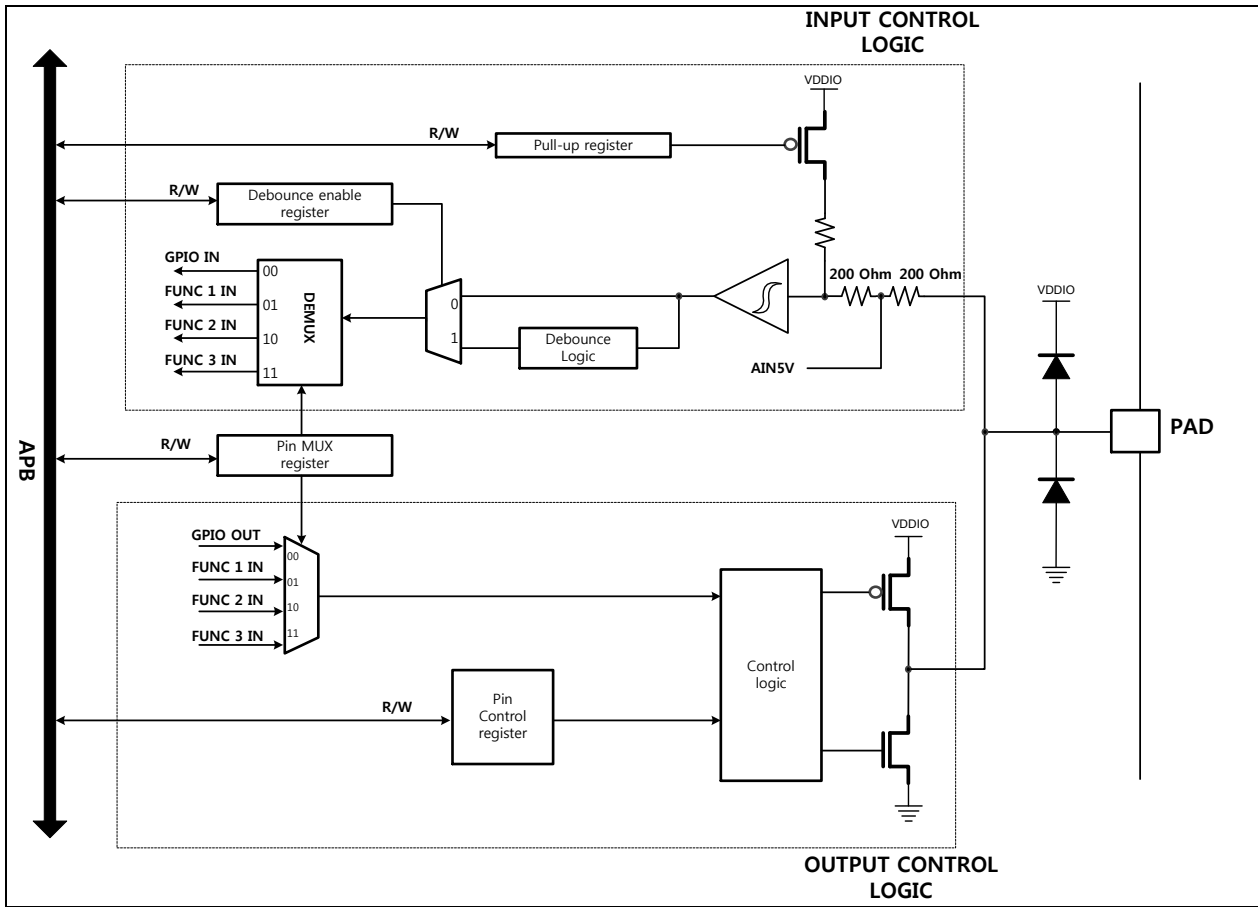 INPUT CONTROL
LOGIC
VDDIO
R/W
Pull-up register
R/W
Debounce enable
register
GPIO IN
00
FUNC 1 IN
01
FUNC 2 IN
10
FUNC 3 IN
11
DEMUX
0
1
Debounce
Logic
200 Ohm
200 Ohm
AIN5V
VDDIO
PAD
APB
R/W
Pin MUX
register
GPIO OUT
00
FUNC 1 IN
01
FUNC 2 IN
10
FUNC 3 IN
11
VDDIO
Control
logic
R/W
Pin
Control
register
OUTPUT CONTROL
LOGIC